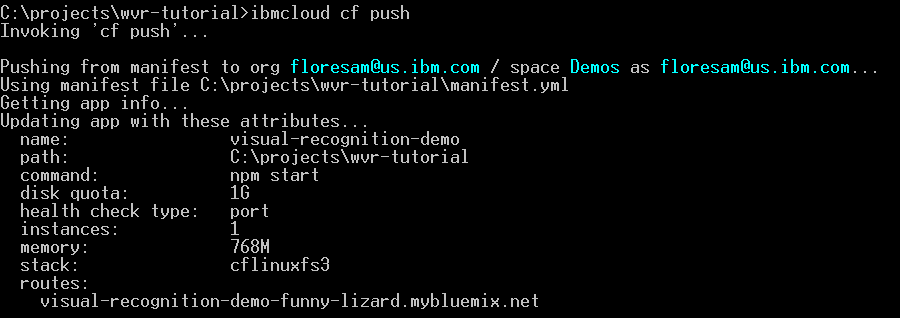 C:\projects\wvr-tutorial>ibmcloud cf push
Invoking 'cf push'...
Pushing from manifest to org floresam@us.ibm.com / space Demos as floresam@us.ibm.com...
Using manifest file C:\projects\wvr-tutorial\manifest.yml
Getting app info...
Updating app with these attributes...
name: visual-recognition-demo
path: C:\projects\wvr-tutorial
command: npm start
disk quota: 1G
health check type: port
instances: 1
memory: 768M
stack: cflinuxfs3
routes:
visual-recognition-demo-funny-lizard.mybluemix.net